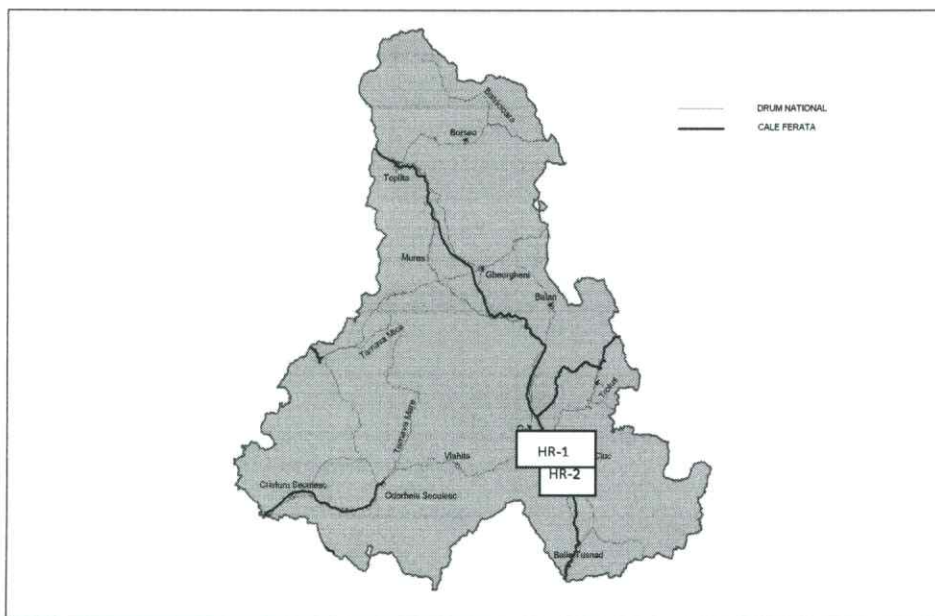 DRUM NATIONAL
CALE FERATA
Borsec
Toplita
Mures
Gheorgheni
Balan
Tarnava Mica
Trotus
Tarnava Mare
HR-1
Vlahita
Ciuc
HR-2
Cristuru Secuiesc
Odorheiu Secuiesc
Baile Tusnad